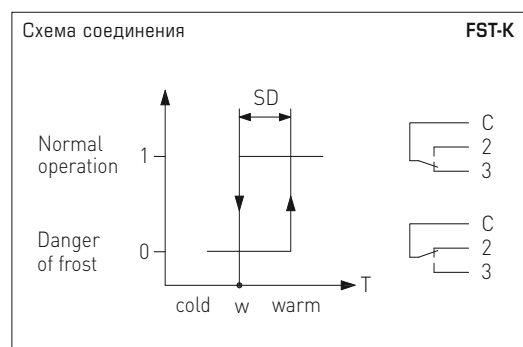 Схема соединения FST-K
SD
Normal
operation
1
C
2
3
Danger
of frost
0
C
2
3
T
cold w warm